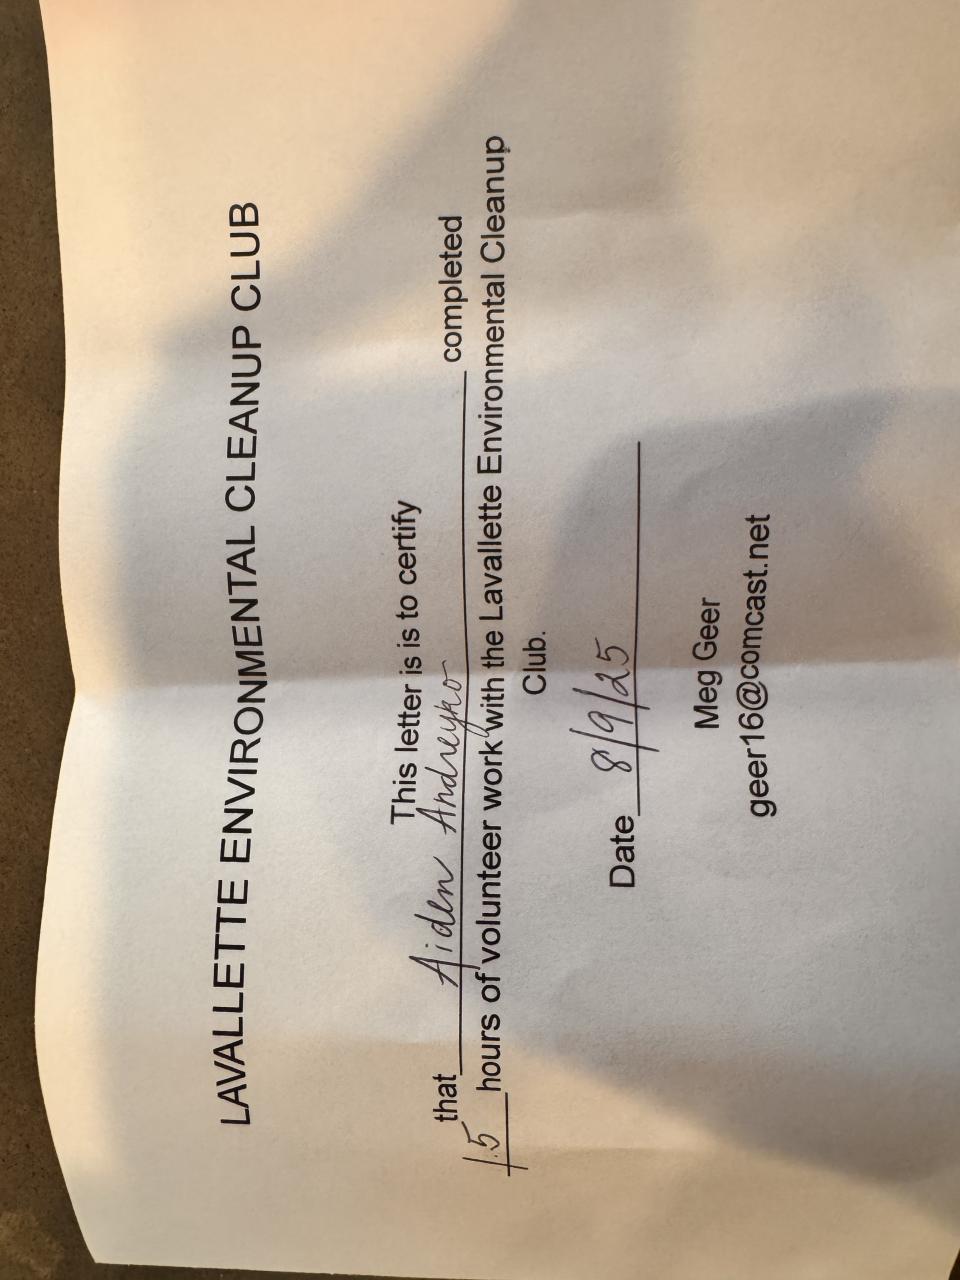 LAVALLETTE ENVIRONMENTAL CLEANUP CLUB
This letter is is to certify
that Aiden Andreyko completed
1.5 hours of volunteer work with the Lavallette Environmental Cleanup
Club.
Date 8/9/25
Meg Geer
geer16@comcast.net